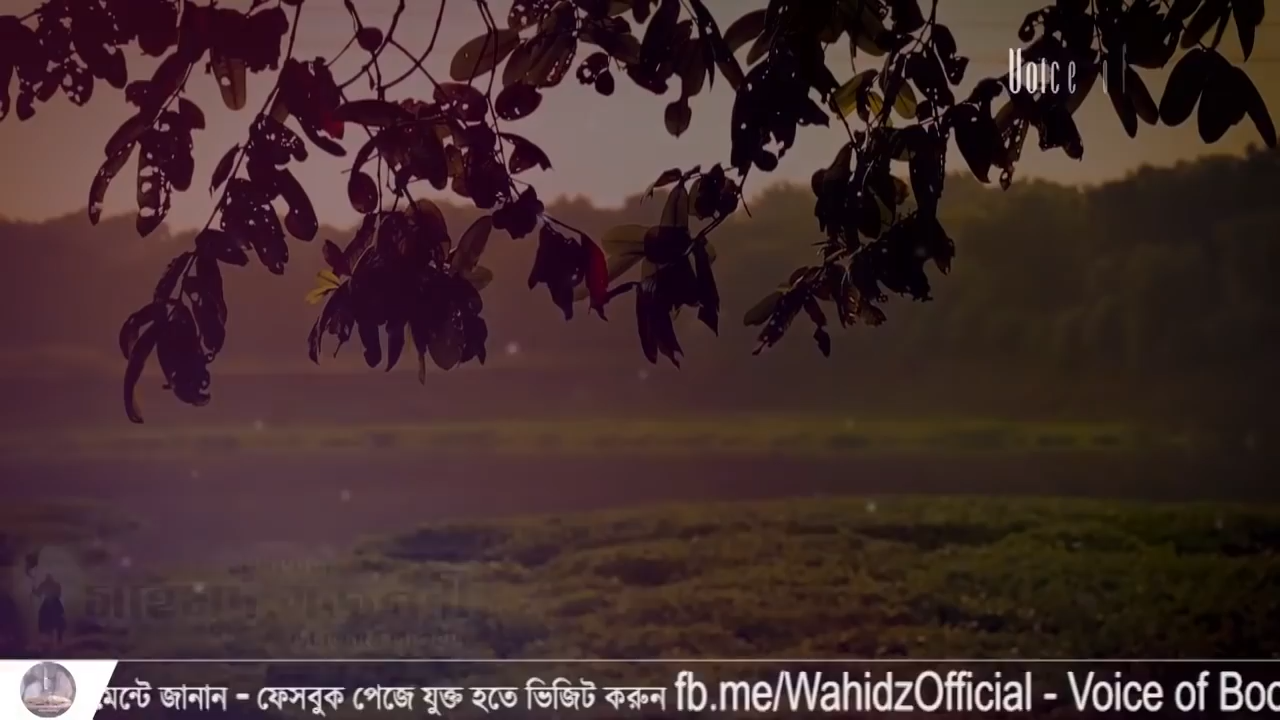 Voice
মেন্টে জানান - ফেসবুক পেজে যুক্ত হতে ভিজিট করুন fb.me/WahidzOfficial - Voice of Boo